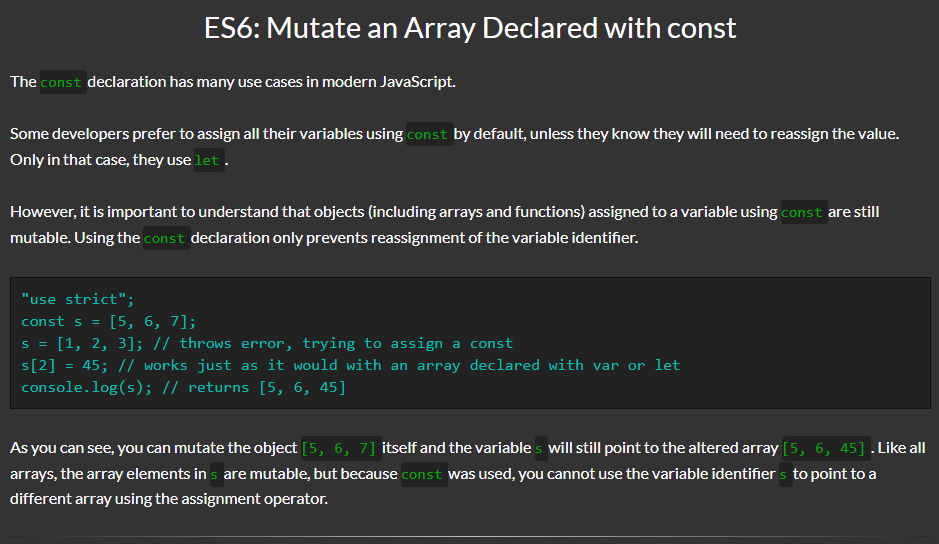 ES6: Mutate an Array Declared with const
The const declaration has many use cases in modern JavaScript.
Some developers prefer to assign all their variables using const by default, unless they know they will need to reassign the value.
Only in that case, they use let .
However, it is important to understand that objects (including arrays and functions) assigned to a variable using const are still
mutable. Using the const declaration only prevents reassignment of the variable identifier.
"use strict";
const s = [5, 6, 7];
s = [1, 2, 3]; // throws error, trying to assign a const
s[2] = 45; // works just as it would with an array declared with var or let
console.log(s); // returns [5, 6, 45]
As you can see, you can mutate the object [5, 6, 7] itself and the variable s will still point to the altered array [5, 6, 45] . Like all
arrays, the array elements in s are mutable, but because const was used, you cannot use the variable identifier s to point to a
different array using the assignment operator.